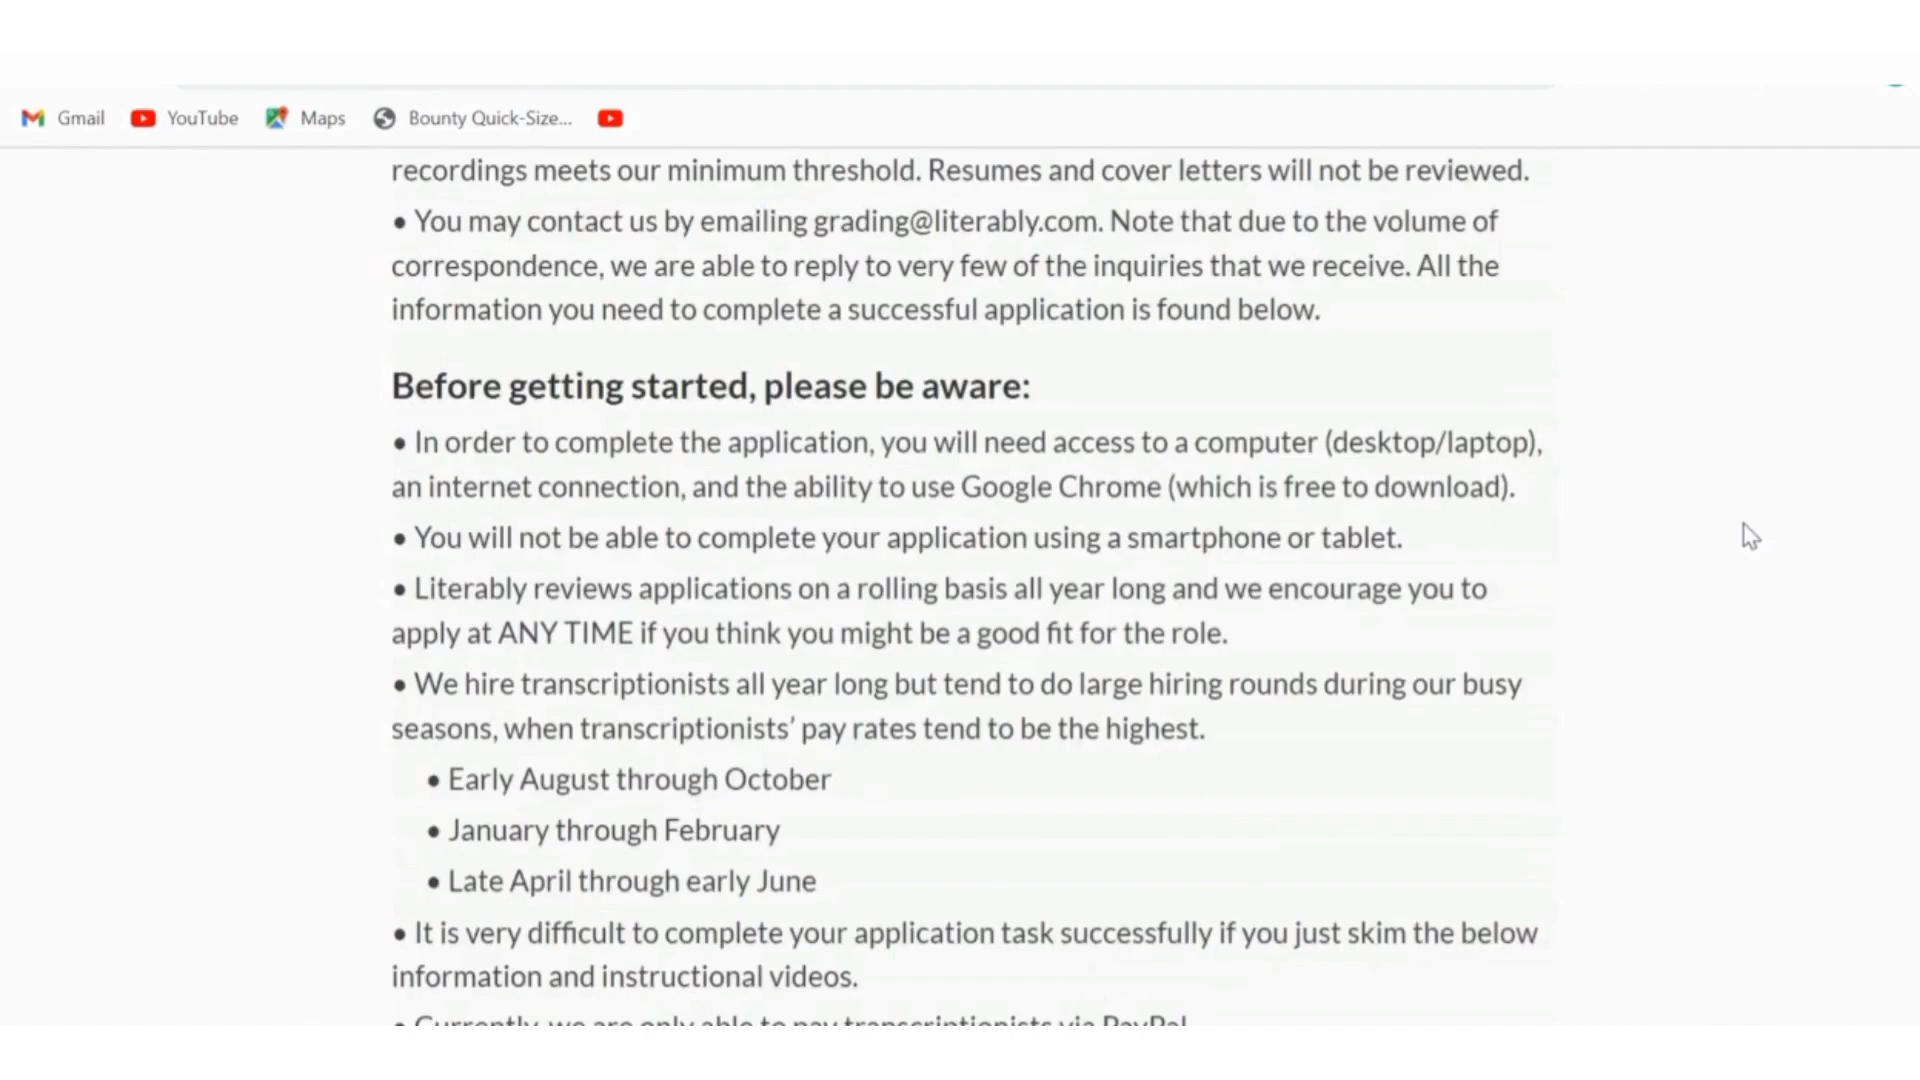 Gmail YouTube Maps Bounty Quick-Size...
recordings meets our minimum threshold. Resumes and cover letters will not be reviewed.
• You may contact us by emailing grading@literably.com. Note that due to the volume of
correspondence, we are able to reply to very few of the inquiries that we receive. All the
information you need to complete a successful application is found below.
Before getting started, please be aware:
• In order to complete the application, you will need access to a computer (desktop/laptop),
an internet connection, and the ability to use Google Chrome (which is free to download).
• You will not be able to complete your application using a smartphone or tablet.
• Literably reviews applications on a rolling basis all year long and we encourage you to
apply at ANY TIME if you think you might be a good fit for the role.
• We hire transcriptionists all year long but tend to do large hiring rounds during our busy
seasons, when transcriptionists’ pay rates tend to be the highest.
• Early August through October
• January through February
• Late April through early June
• It is very difficult to complete your application task successfully if you just skim the below
information and instructional videos.
• Currently, we are only able to pay transcriptionists via PayPal